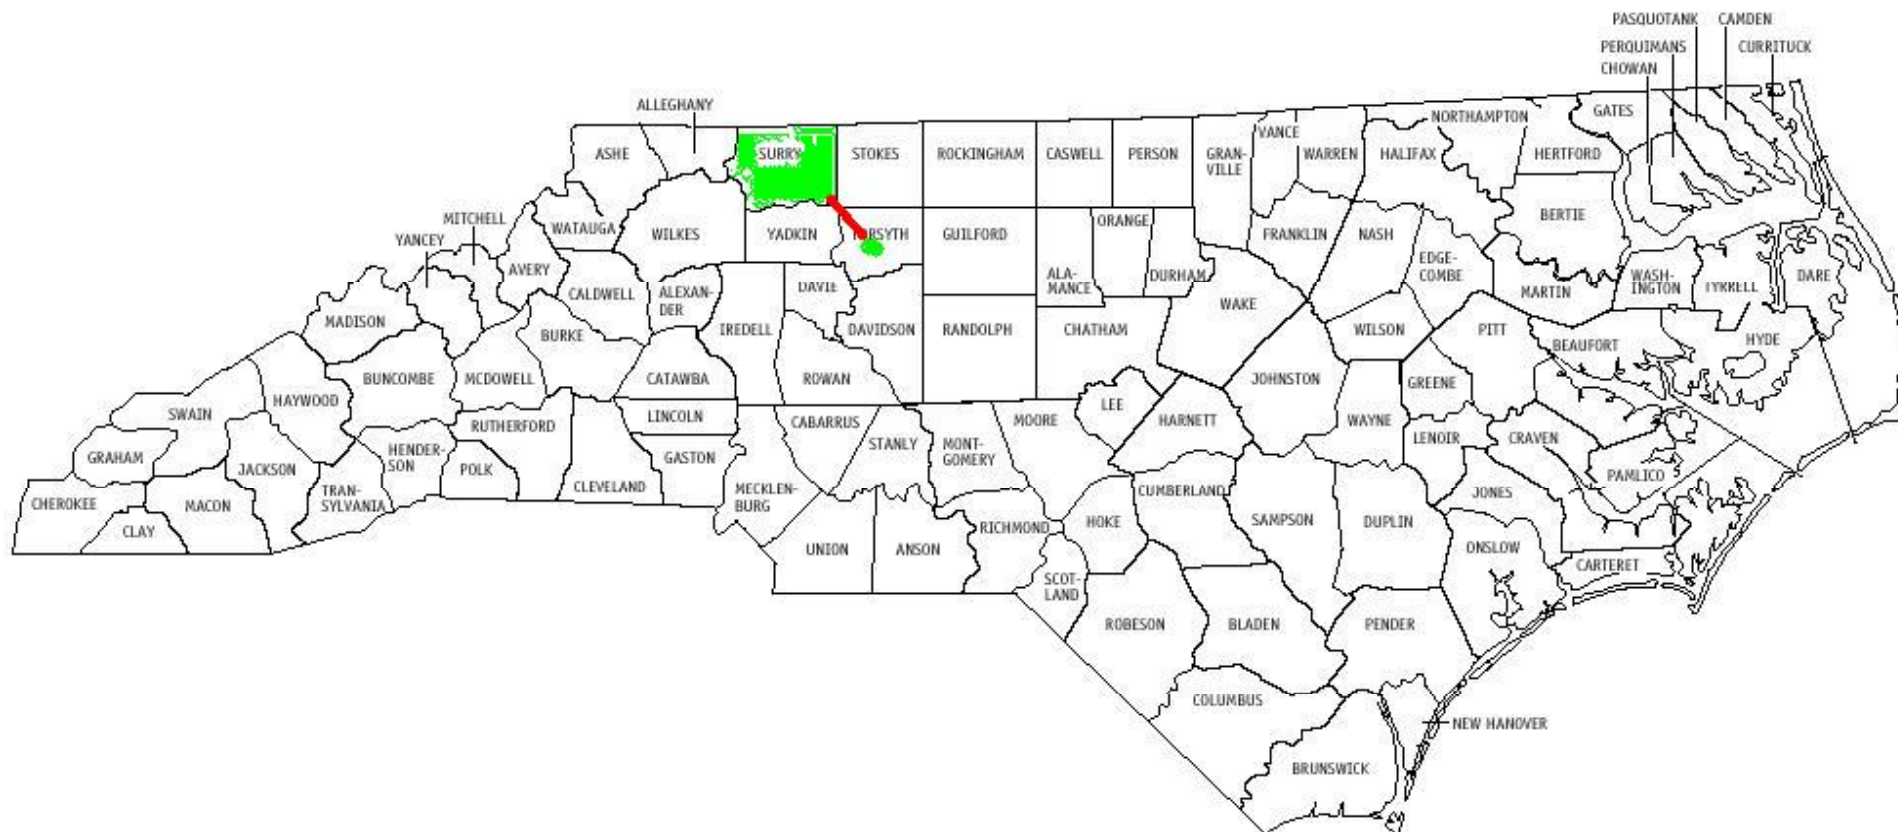 PASQUOTANK CAMDEN
PERQUIMANS CURRITUCK
CHOWAN
ALLEGHANY
NORTHAMPTON GATES
VANCE
ASHE SURRY STOKES ROCKINGHAM CASWELL PERSON GRAN-
VILLE WARREN HALIFAX HERTFORD
MITCHELL WATAUGA WILKES YADKIN FORSYTH GUILFORD ORANGE FRANKLIN NASH BERTIE
YANCEY AVERY
CALDWELL ALEXAN-
DER DAVIE ALA-
MANCE DURHAM EDGE-
COMBE MARTIN WASH-
INGTON TYRRELL DARE
MADISON BURKE IREDELL DAVIDSON RANDOLPH CHATHAM WAKE WILSON PITT BEAUFORT HYDE
BUNCOMBE MCDOWELL CATAWBA ROWAN JOHNSTON GREENE
SWAIN HAYWOOD RUTHERFORD LINCOLN CABARRUS STANLY MONT-
GOMERY MOORE LEE HARNETT WAYNE LENOIR CRAVEN
GRAHAM JACKSON HENDER-
SON POLK GASTON PAMLICO
CHEROKEE MACON TRAN-
SYLVANIA CLEVELAND MECKLEN-
BURG CUMBERLAND JONES
CLAY UNION ANSON RICHMOND HOKE SAMPSON DUPLIN ONSLOW
SCOT-
LAND CARTERET
ROBESON BLADEN PENDER
COLUMBUS
NEW HANOVER
BRUNSWICK